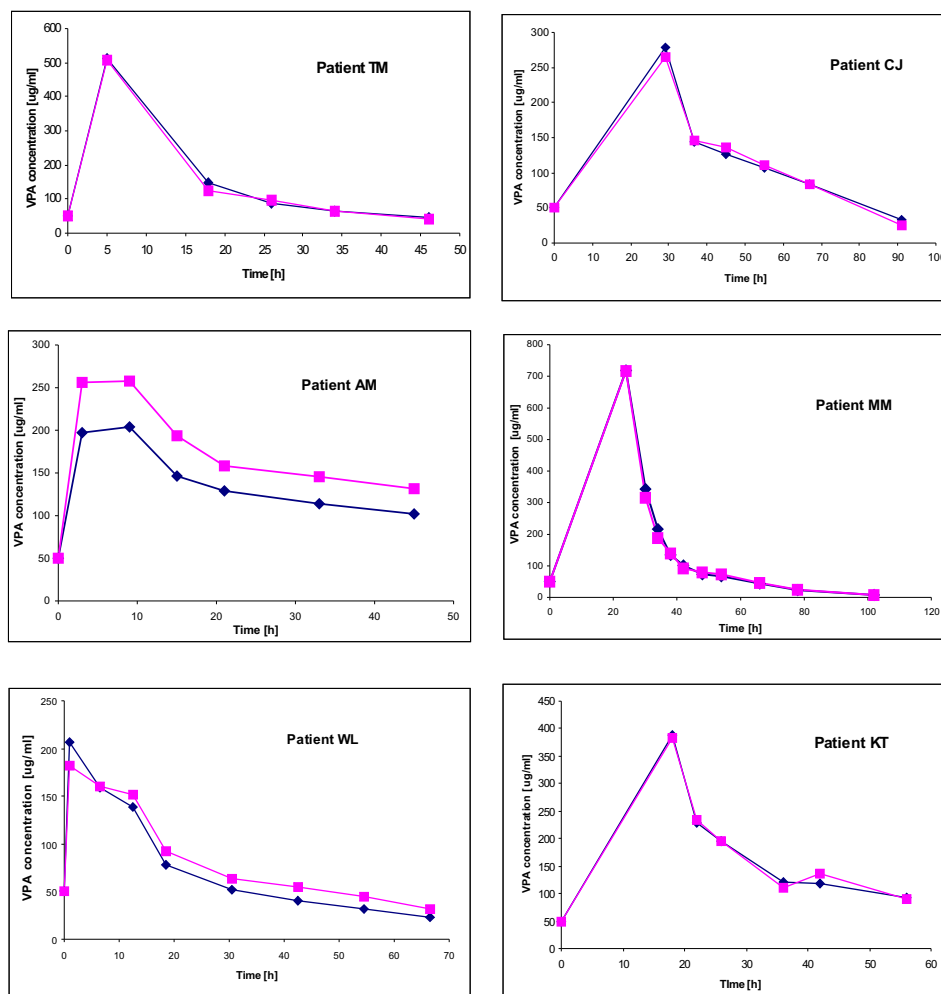 Patient TM
VPA concentration [ug/ml]
600
500
400
300
200
100
0
0 5 10 15 20 25 30 35 40 45 50
Time [h]
Patient CJ
VPA concentration [ug/ml]
300
250
200
150
100
50
0
0 10 20 30 40 50 60 70 80 90 100
Time [h]
Patient AM
VPA concentration [ug/ml]
300
250
200
150
100
50
0
0 10 20 30 40 50
Time [h]
Patient MM
VPA concentration [ug/ml]
800
700
600
500
400
300
200
100
0
0 20 40 60 80 100 120
Time [h]
Patient WL
VPA concentration [ug/ml]
250
200
150
100
50
0
0 10 20 30 40 50 60 70
Time [h]
Patient KT
VPA concentration [ug/ml]
450
400
350
300
250
200
150
100
50
0
0 10 20 30 40 50 60
TIme [h]